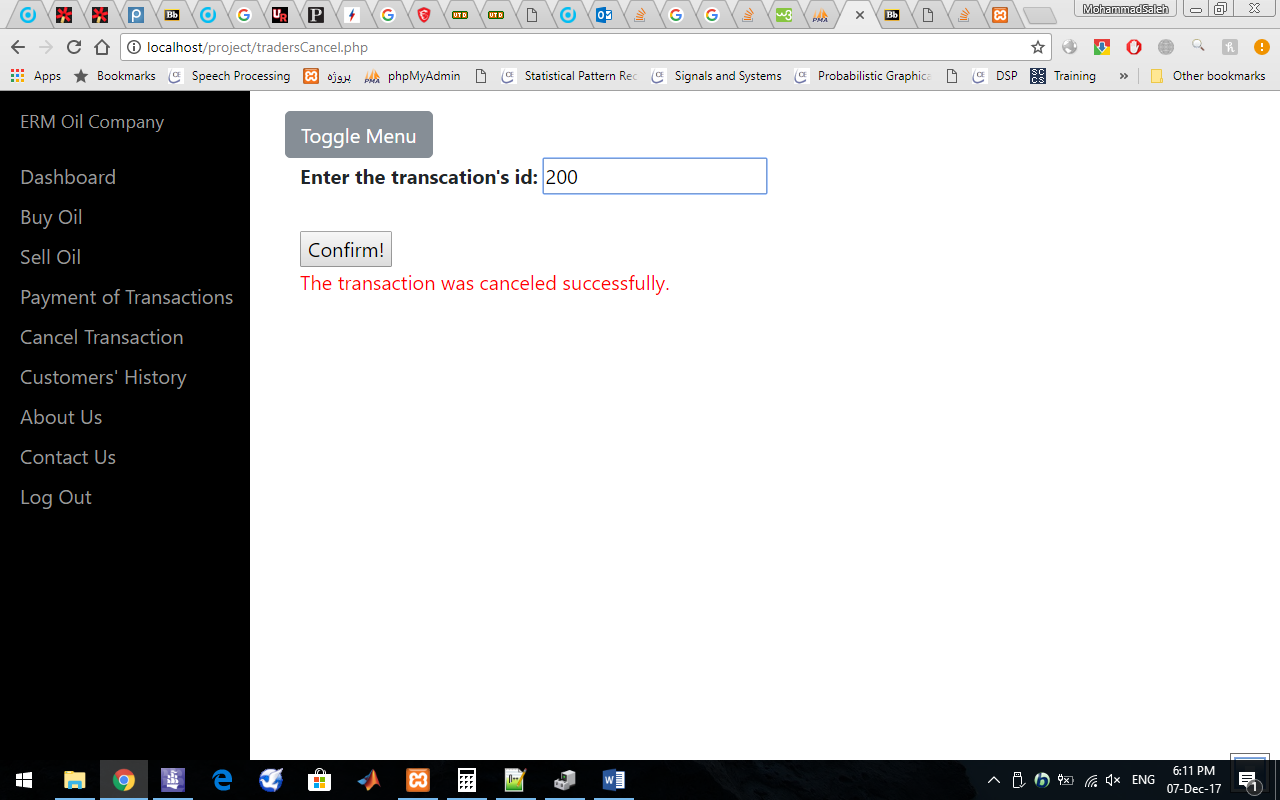 MohammadSaleh
localhost/project/tradersCancel.php
Apps Bookmarks Speech Processing پروژه phpMyAdmin Statistical Pattern Rec Signals and Systems Probabilistic Graphica DSP Training » Other bookmarks
ERM Oil Company
Toggle Menu
Enter the transcation's id: 200
Confirm!
The transaction was canceled successfully.
Dashboard
Buy Oil
Sell Oil
Payment of Transactions
Cancel Transaction
Customers' History
About Us
Contact Us
Log Out
ENG
6:11 PM
07-Dec-17
1